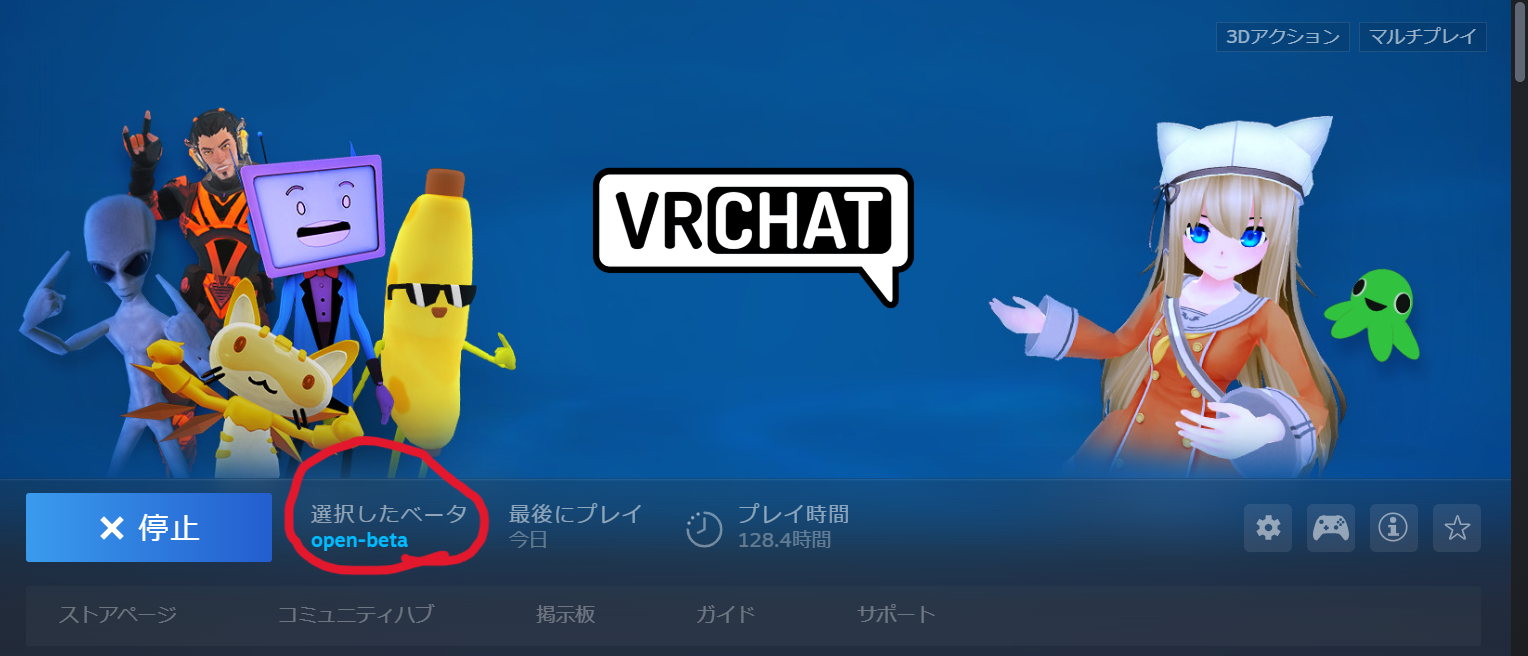 3Dアクション マルチプレイ
VRCHAT
停止
選択したベータ 最後にプレイ プレイ時間
open-beta 今日 128.4時間
ストアページ コミュニティハブ 掲示板 ガイド サポート